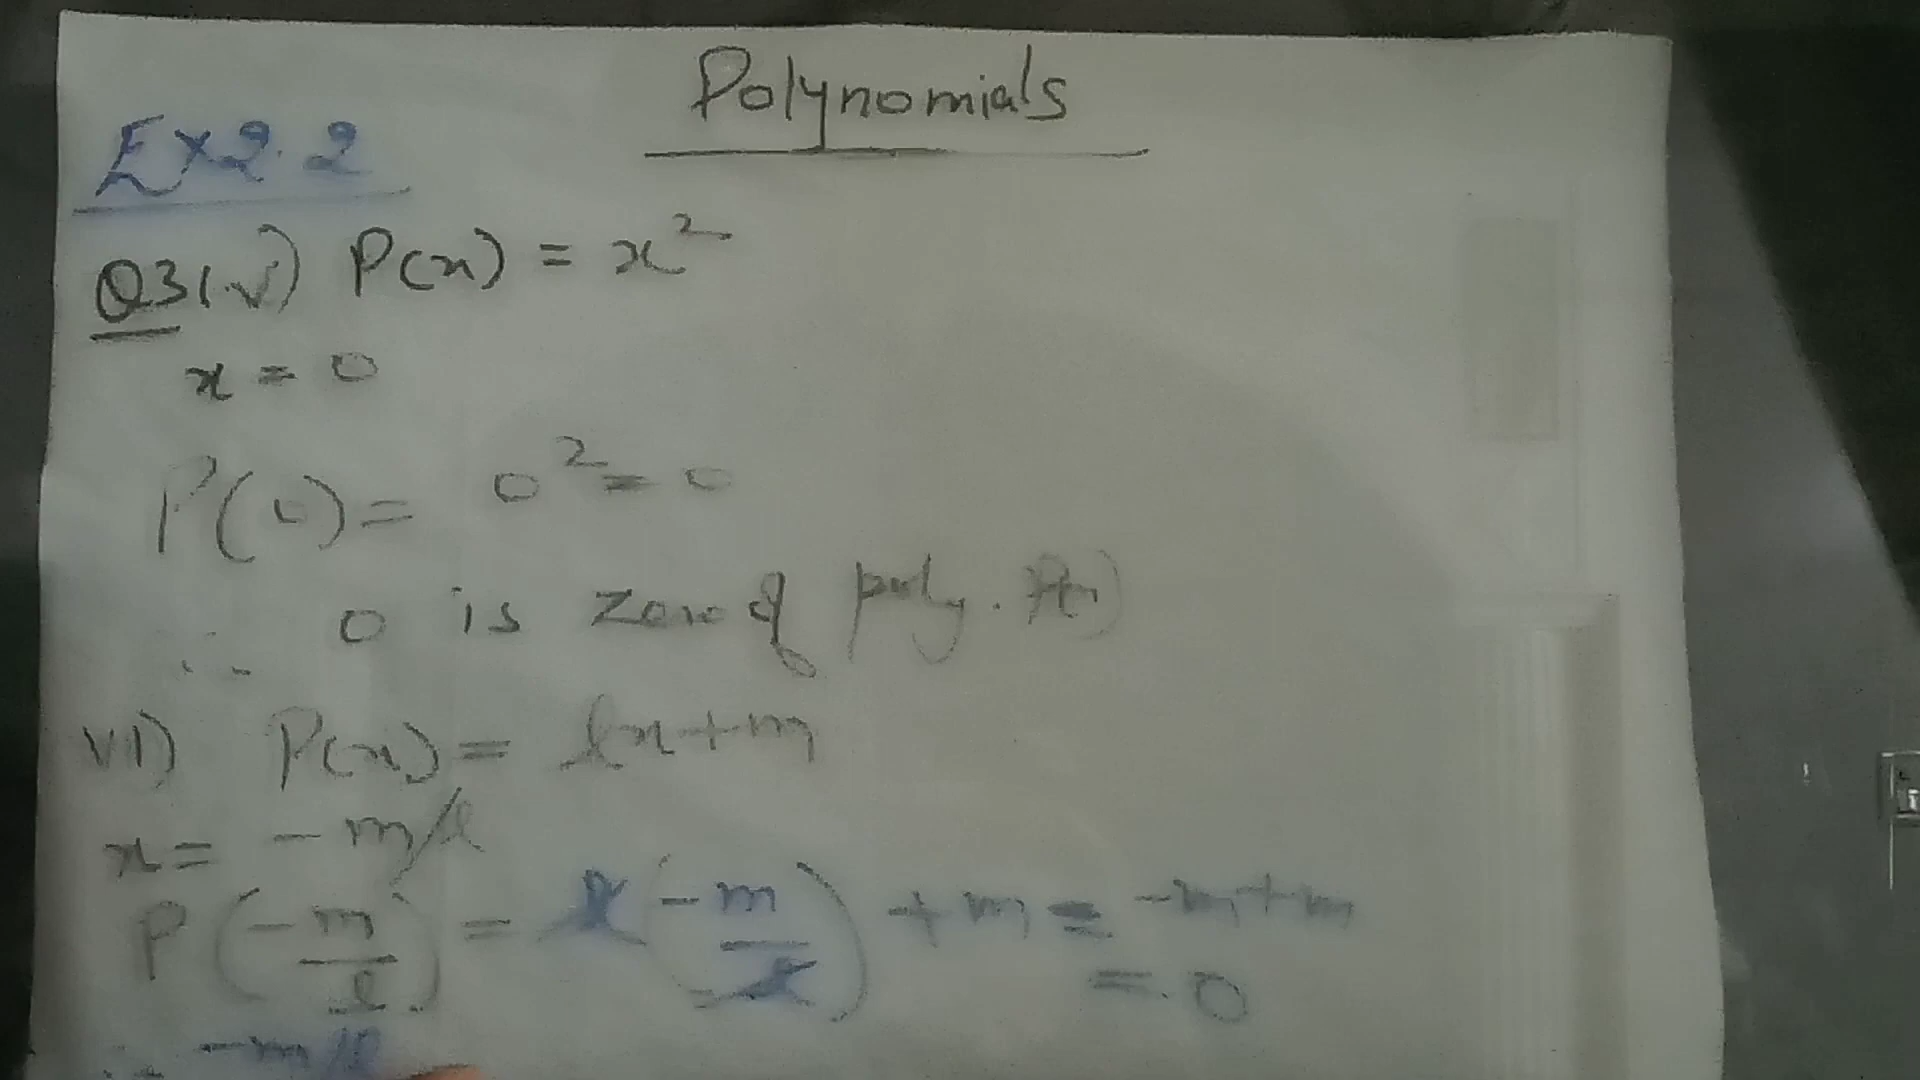 Polynomials
Ex 2.2
Q3(v) P(x) = x²
x = 0
P(0) = 0² = 0
∴ 0 is zero of poly. P(x)
vi) P(x) = lx + m
x = -m/l
P(-m/l) = l(-m/l) + m = -m + m
= 0
∴ -m/l